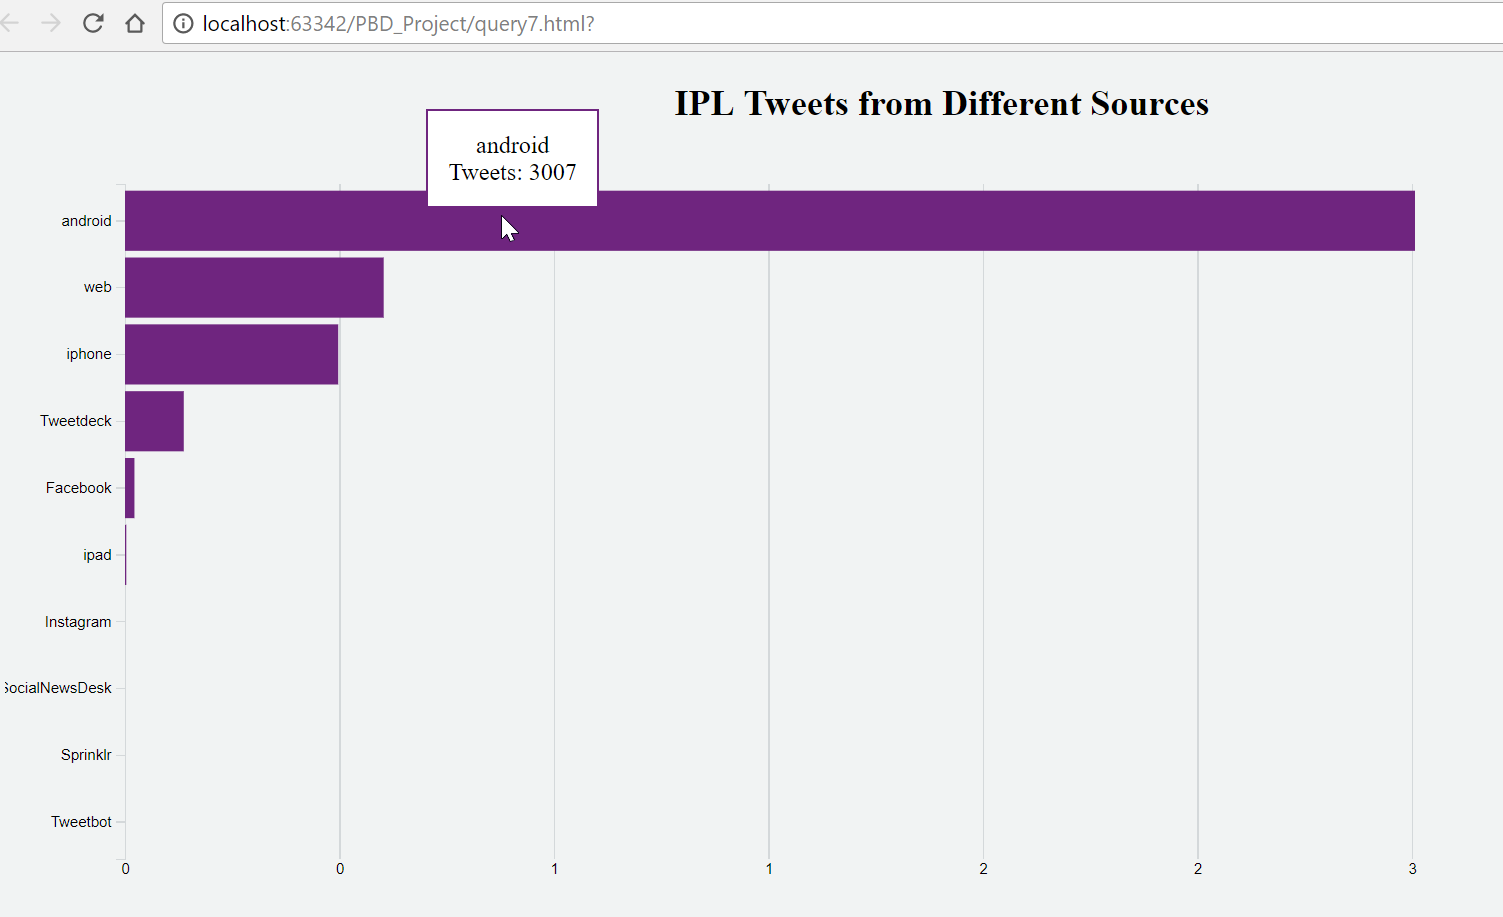 localhost:63342/PBD_Project/query7.html?
IPL Tweets from Different Sources
android
Tweets: 3007
android
web
iphone
Tweetdeck
Facebook
ipad
Instagram
SocialNewsDesk
Sprinklr
Tweetbot
0 0 1 1 2 2 3